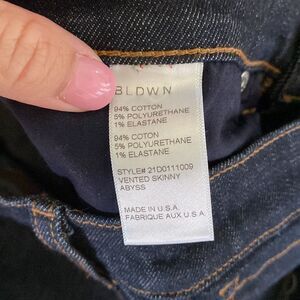 BLDWN
94% COTTON
5% POLYURETHANE
1% ELASTANE
94% COTON
5% POLYURETHANE
1% ELASTANE
STYLE# 21D0111009
VENTED SKINNY
ABYSS
MADE IN U.S.A.
FABRIQUE AUX U.S.A.